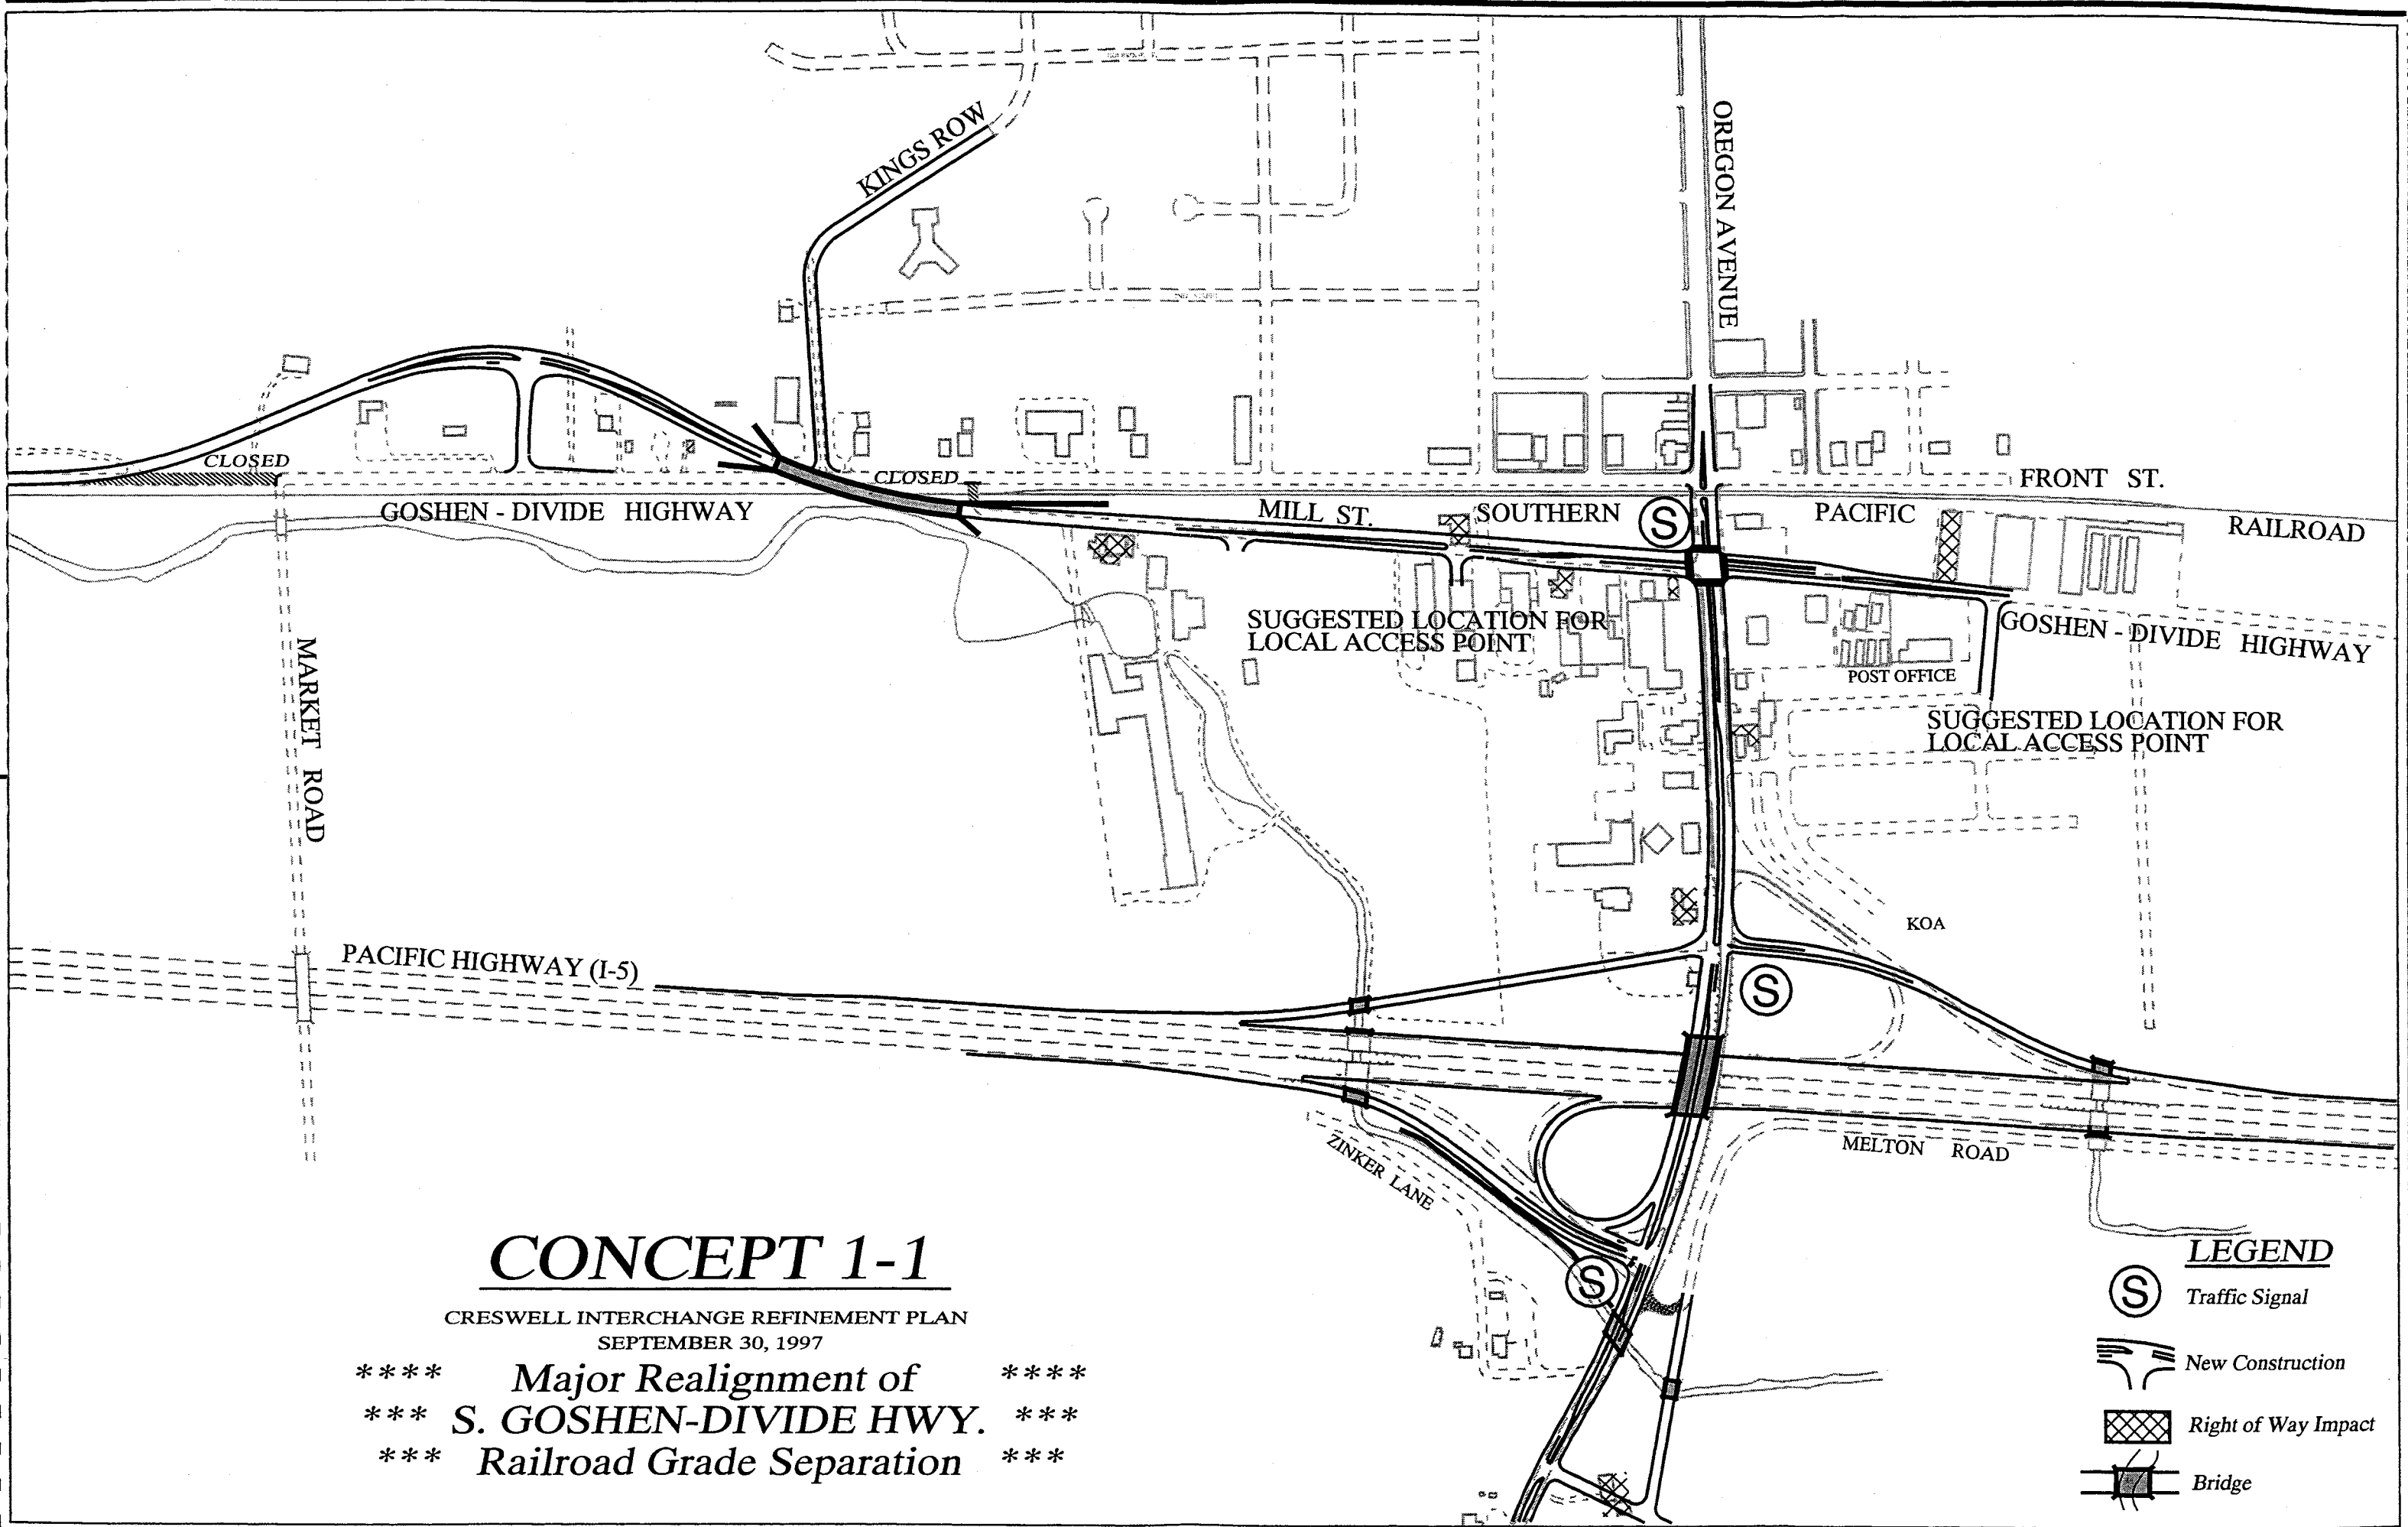 KINGS ROW
OREGON AVENUE
CLOSED
CLOSED
FRONT ST.
GOSHEN - DIVIDE HIGHWAY
MILL ST.
SOUTHERN
S
PACIFIC
RAILROAD
SUGGESTED LOCATION FOR
LOCAL ACCESS POINT
GOSHEN - DIVIDE HIGHWAY
POST OFFICE
MARKET ROAD
SUGGESTED LOCATION FOR
LOCAL ACCESS POINT
KOA
PACIFIC HIGHWAY (I-5)
S
MELTON ROAD
ZINKER LANE
S
CONCEPT 1-1
CRESWELL INTERCHANGE REFINEMENT PLAN
SEPTEMBER 30, 1997
**** Major Realignment of ****
*** S. GOSHEN-DIVIDE HWY. ***
*** Railroad Grade Separation ***
LEGEND
S Traffic Signal
New Construction
Right of Way Impact
Bridge